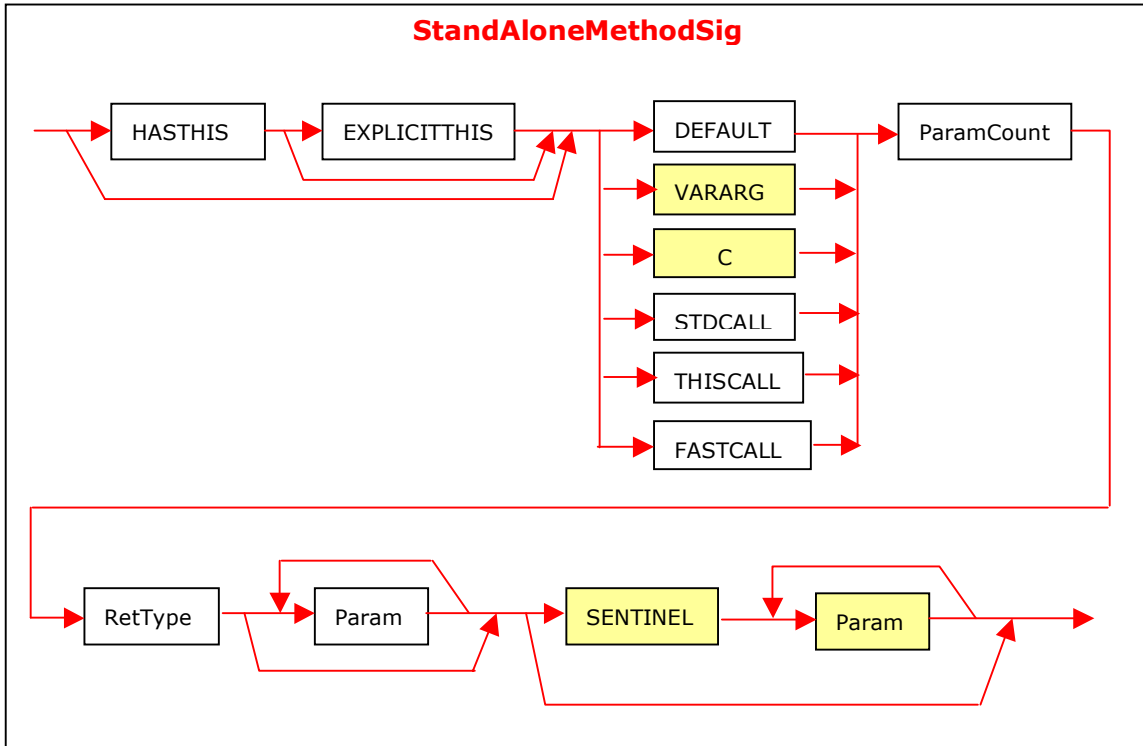 StandAloneMethodSig
HASTHIS
EXPLICITTHIS
DEFAULT
VARARG
C
STDCALL
THISCALL
FASTCALL
ParamCount
RetType
Param
SENTINEL
Param